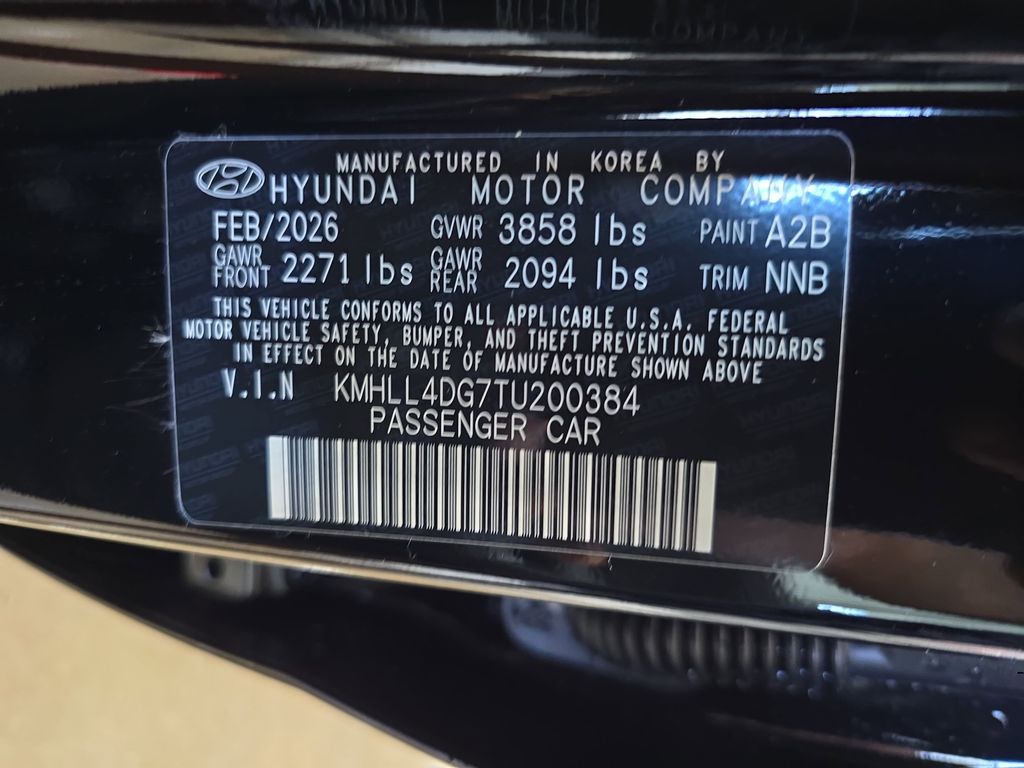 MANUFACTURED IN KOREA BY
HYUNDAI MOTOR COMPANY
FEB/2026 GVWR 3858 lbs PAINT A2B
GAWR FRONT 2271 lbs GAWR REAR 2094 lbs TRIM NNB
THIS VEHICLE CONFORMS TO ALL APPLICABLE U.S.A. FEDERAL
MOTOR VEHICLE SAFETY, BUMPER, AND THEFT PREVENTION STANDARDS
IN EFFECT ON THE DATE OF MANUFACTURE SHOWN ABOVE
V.I.N KMHLL4DG7TU200384
PASSENGER CAR